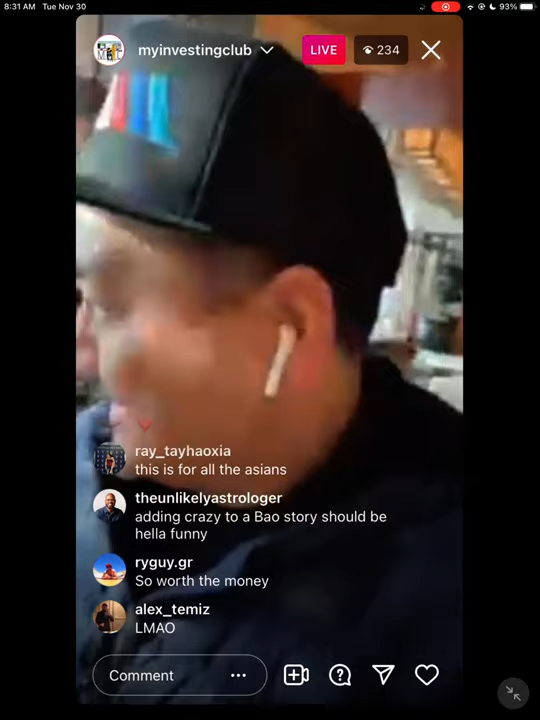 8:31 AM Tue Nov 30
93%
myinvestingclub
LIVE
234
ray_tayhaoxia
this is for all the asians
theunlikelyastrologer
adding crazy to a Bao story should be
hella funny
ryguy.gr
So worth the money
alex_temiz
LMAO
Comment